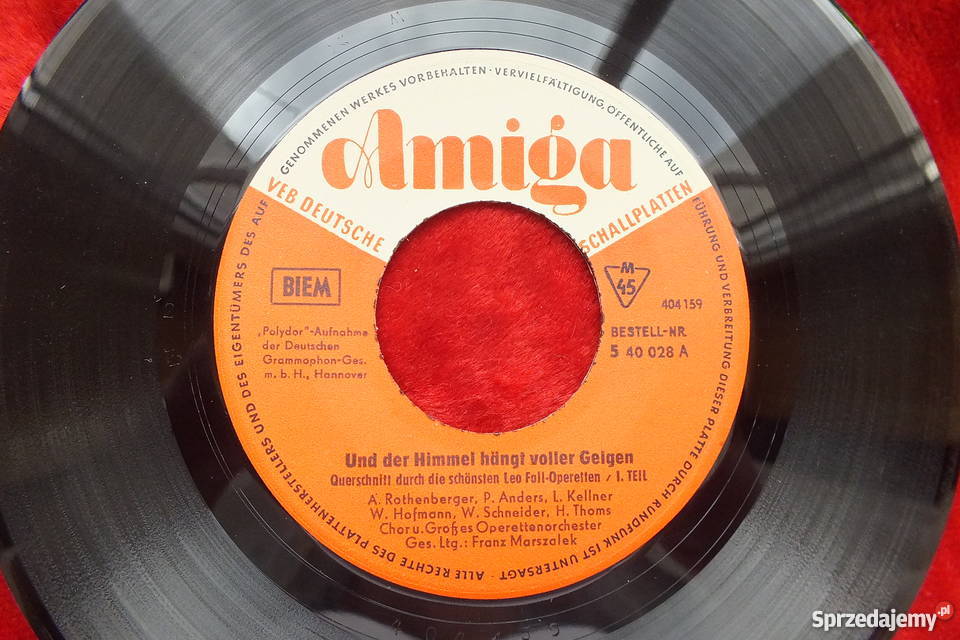 GENOMMENEN WERKES VORBEHALTEN · VERVIELFÄLTIGUNG, ÖFFENTLICHE AUF
FÜHRUNG UND VERBREITUNG DIESER PLATTE DURCH RUNDFUNK IST UNTERSAGT · ALLE RECHTE DES PLATTENHERSTELLERS UND DES EIGENTÜMERS DES AUF
Amiga
VEB DEUTSCHE SCHALLPLATTEN
BIEM
M
45
404 159
„Polydor"-Aufnahme
der Deutschen
Grammophon-Ges.
m. b. H., Hannover
BESTELL-NR.
5 40 028 A
Und der Himmel hängt voller Geigen
Querschnitt durch die schönsten Leo Fall-Operetten / 1. TEIL
A. Rothenberger, P. Anders, L. Kellner
W. Hofmann, W. Schneider, H. Thoms
Chor u. Großes Operettenorchester
Ges. Ltg.: Franz Marszalek
Sprzedajemy.pl